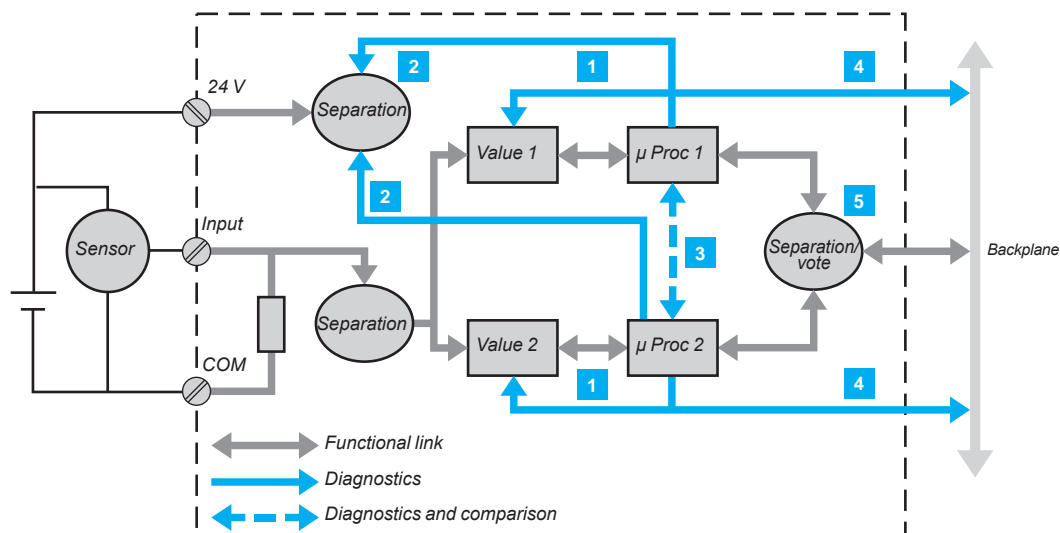 2
1
4
24 V
Separation
Value 1
µ Proc 1
2
5
Input
Sensor
Separation/
vote
3
Backplane
Separation
Value 2
µ Proc 2
COM
1
4
Functional link
Diagnostics
Diagnostics and comparison